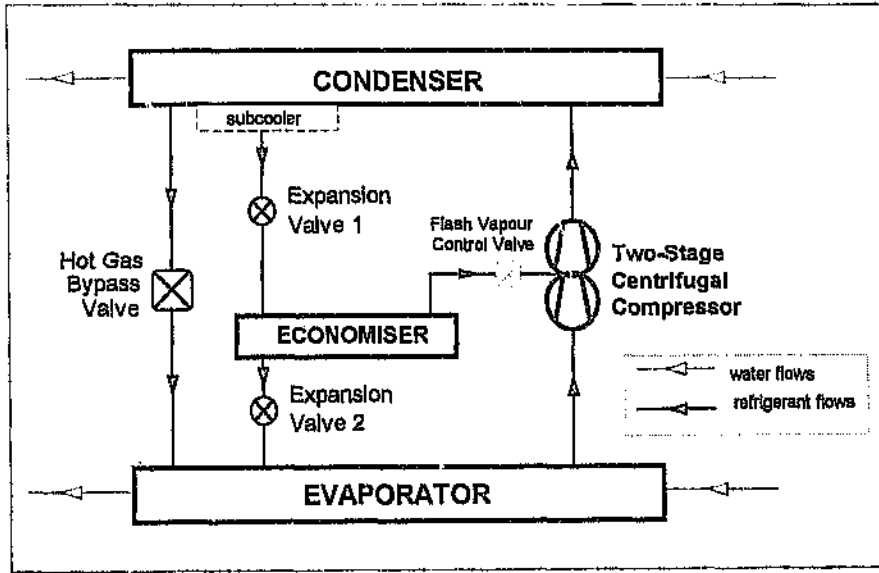 CONDENSER
subcooler
Expansion
Valve 1
Flash Vapour
Control Valve
Hot Gas
Bypass
Valve
Two-Stage
Centrifugal
Compressor
ECONOMISER
Expansion
Valve 2
water flows
refrigerant flows
EVAPORATOR